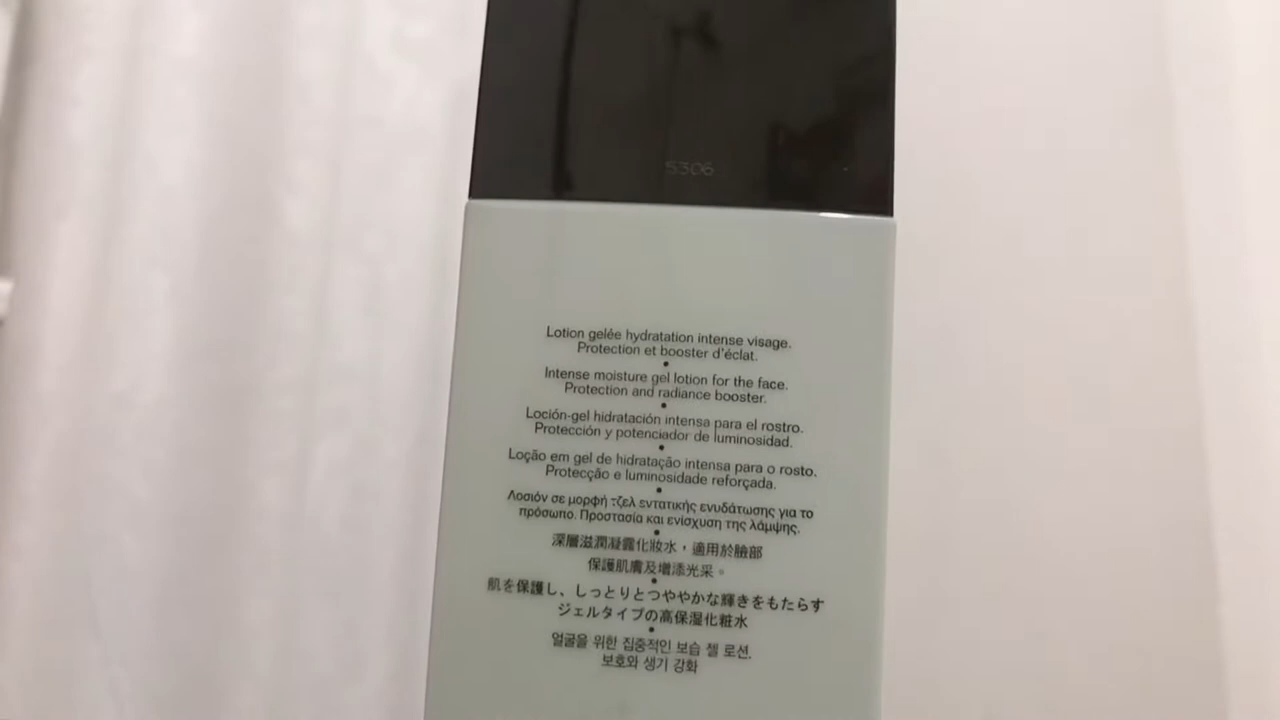 5306
Lotion gelée hydratation intense visage.
Protection et booster d'éclat.
Intense moisture gel lotion for the face.
Protection and radiance booster.
Loción-gel hidratación intensa para el rostro.
Protección y potenciador de luminosidad.
Loção em gel de hidratação intensa para o rosto.
Protecção e luminosidade reforçada.
Λοσιόν σε μορφή τζελ εντατικής ενυδάτωσης για το
πρόσωπο. Προστασία και ενίσχυση της λάμψης.
深層滋潤凝露化妝水，適用於臉部
保護肌膚及增添光采。
肌を保護し、しっとりとつややかな輝きをもたらす
ジェルタイプの高保湿化粧水
얼굴을 위한 집중적인 보습 젤 로션.
보호와 생기 강화